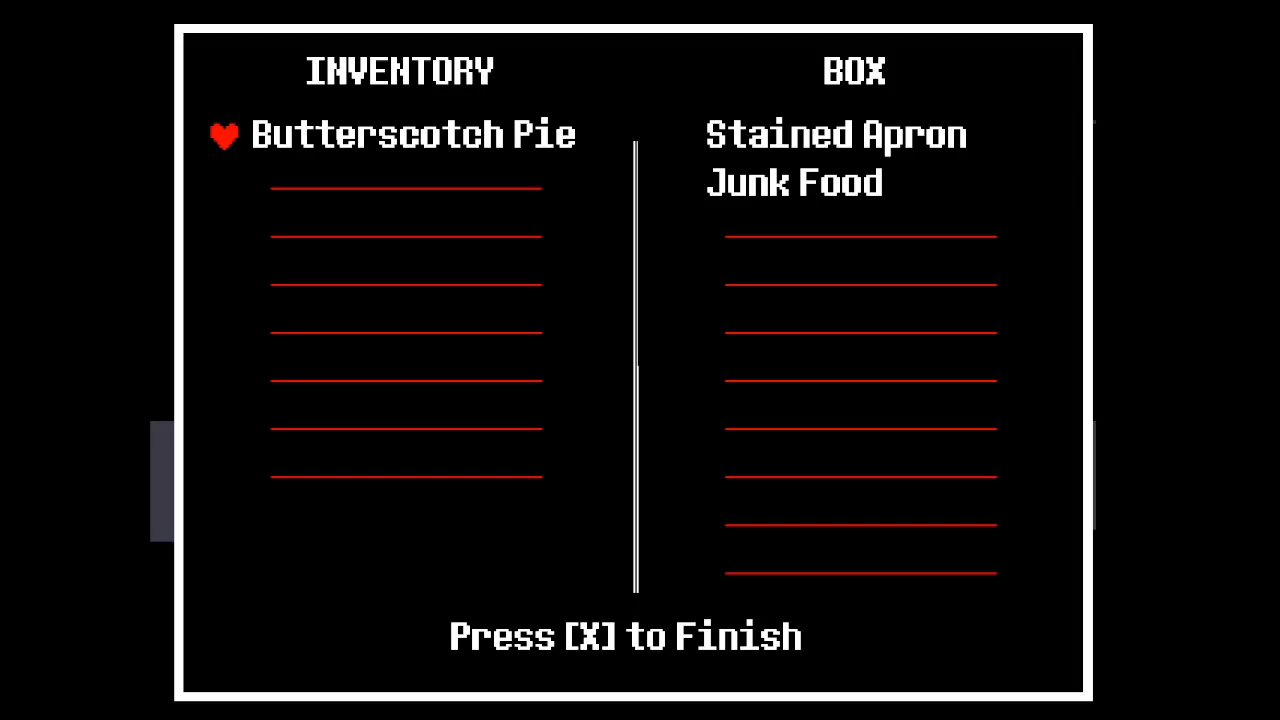 INVENTORY
BOX
Butterscotch Pie
Stained Apron
Junk Food
Press [X] to Finish